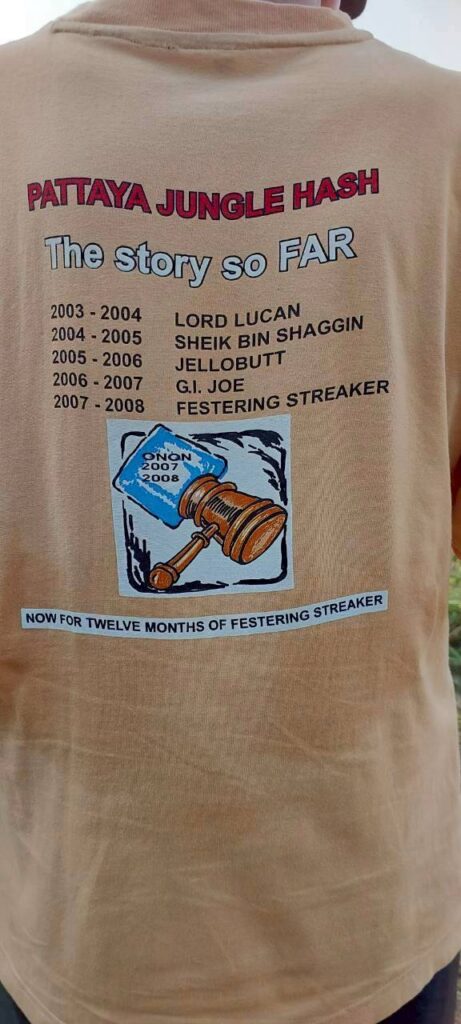 PATTAYA JUNGLE HASH
The story so FAR
2003 - 2004 LORD LUCAN
2004 - 2005 SHEIK BIN SHAGGIN
2005 - 2006 JELLOBUTT
2006 - 2007 G.I. JOE
2007 - 2008 FESTERING STREAKER
ONON
2007
2008
NOW FOR TWELVE MONTHS OF FESTERING STREAKER